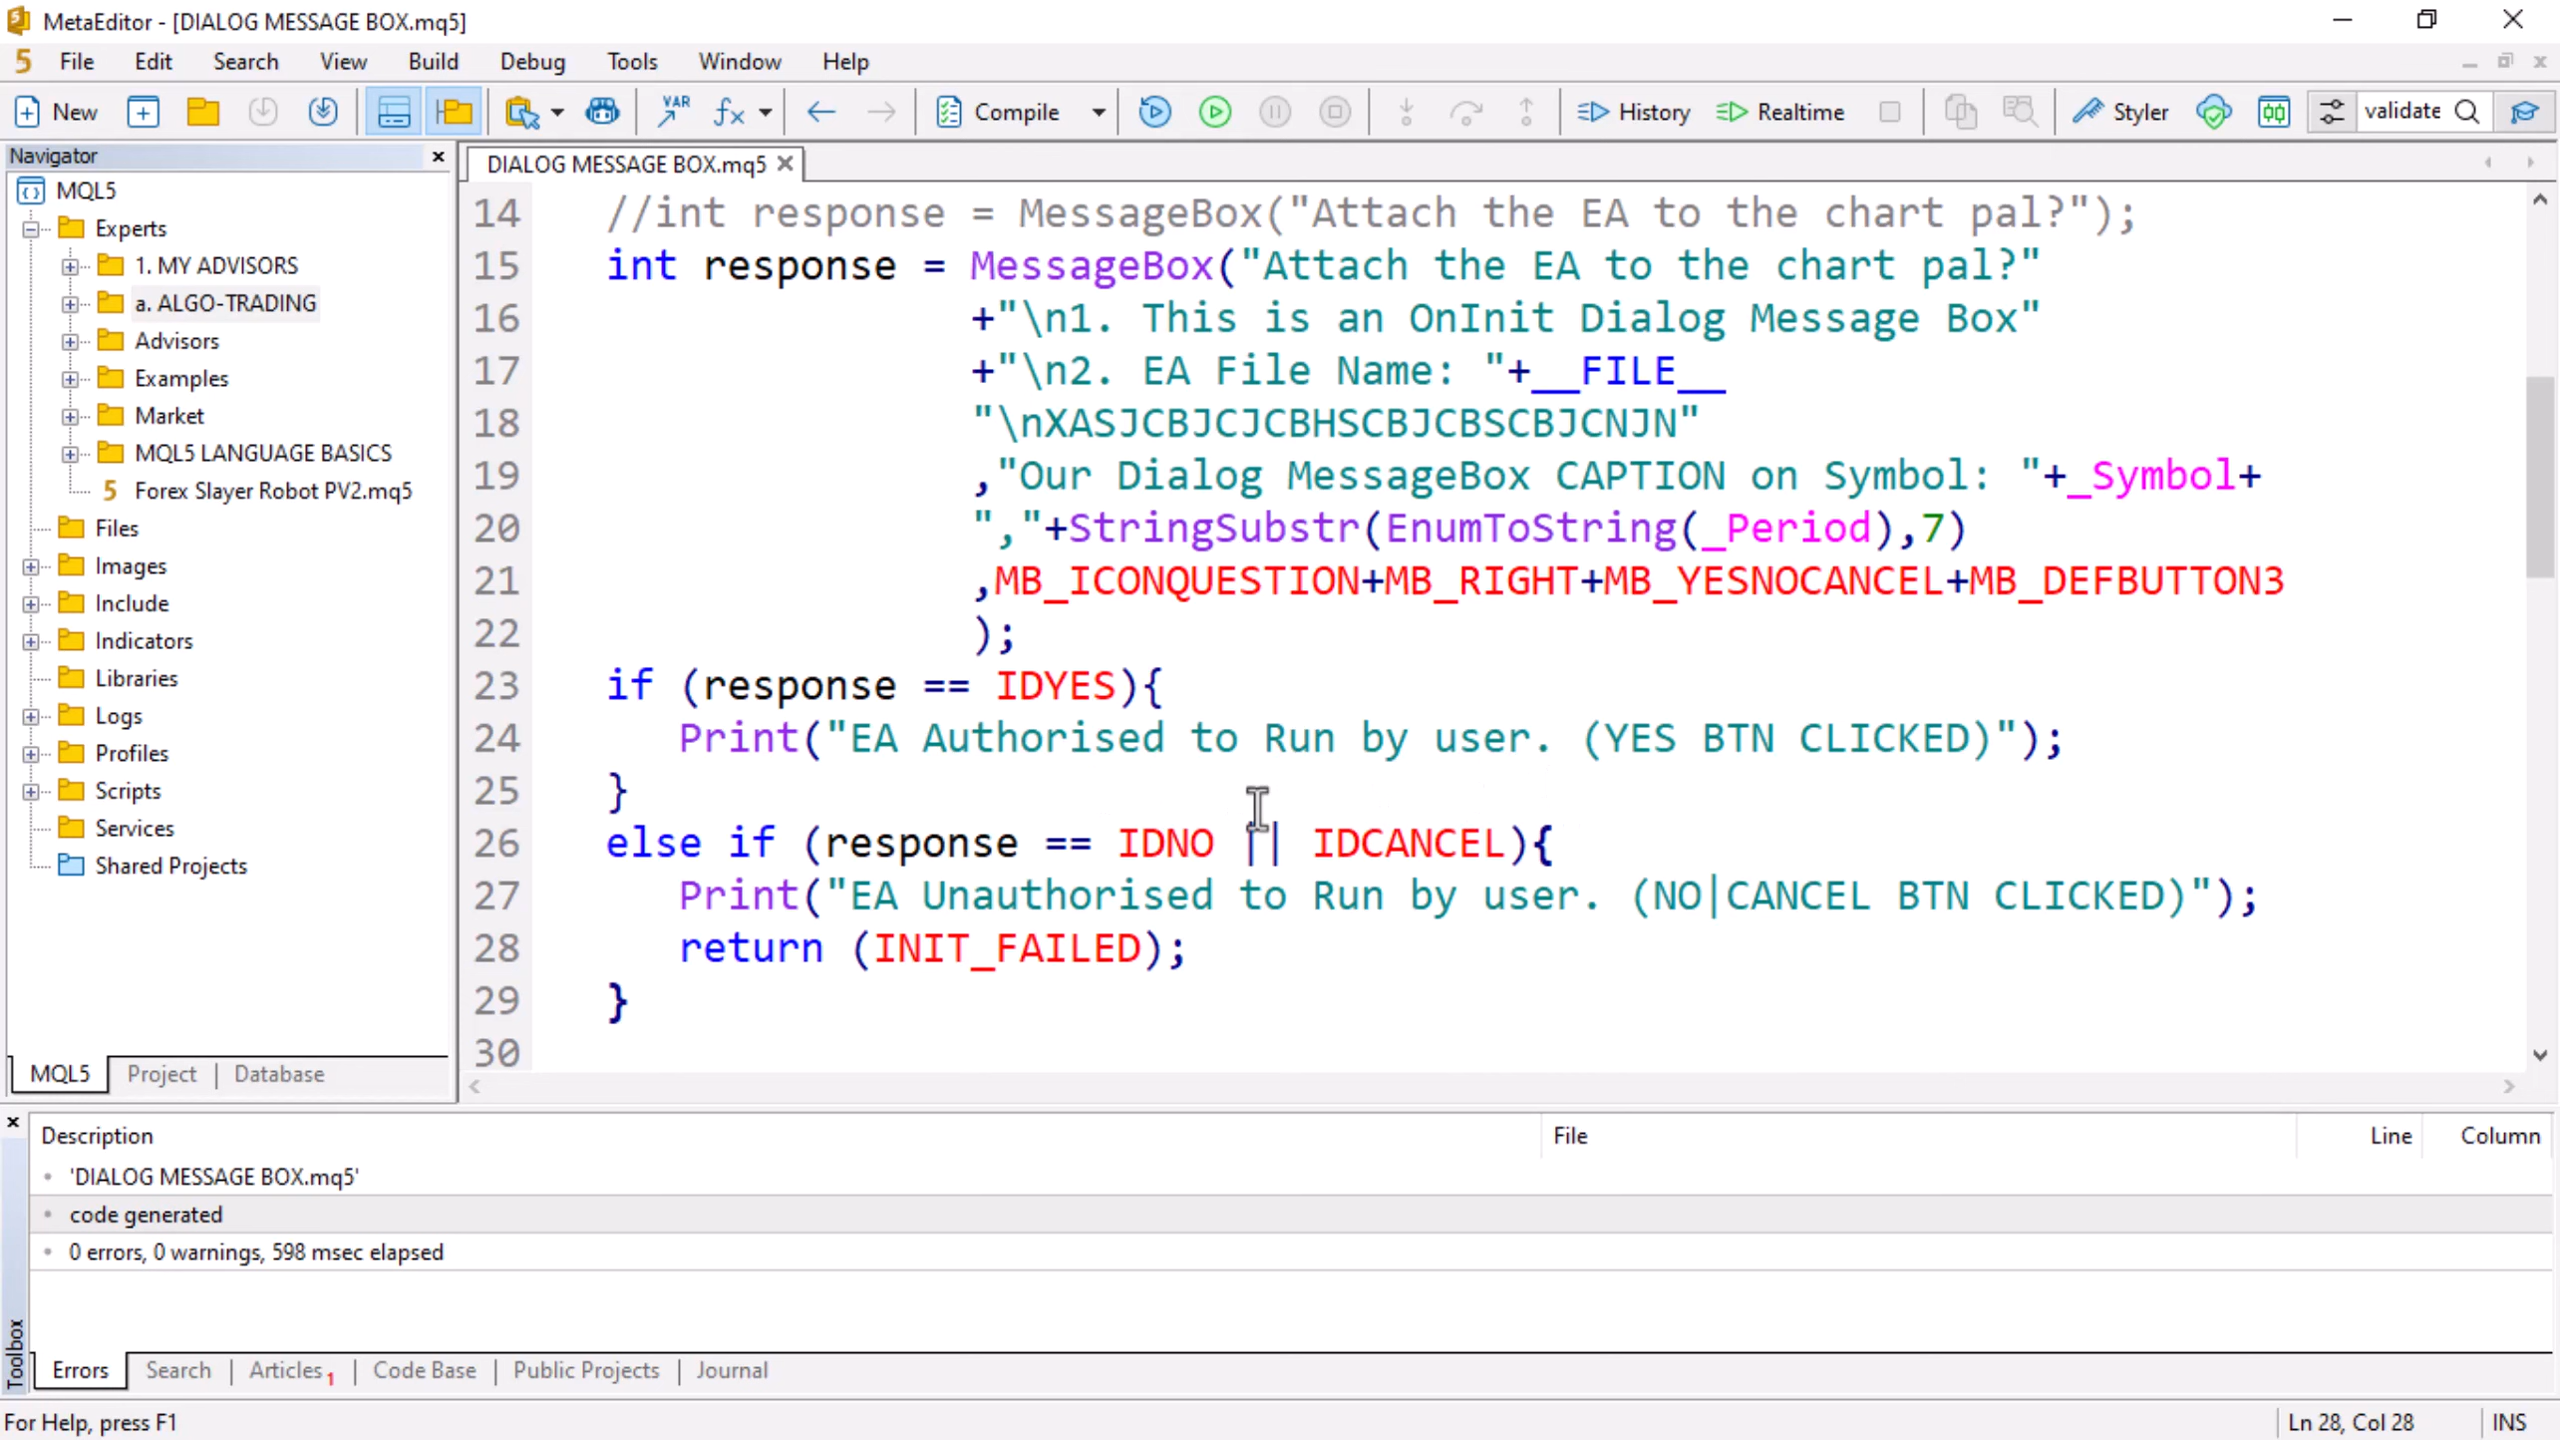 MetaEditor - [DIALOG MESSAGE BOX.mq5]
5 File Edit Search View Build Debug Tools Window Help
New VAR fx Compile History Realtime Styler validate
Navigator
MQL5
Experts
1. MY ADVISORS
a. ALGO-TRADING
Advisors
Examples
Market
MQL5 LANGUAGE BASICS
5 Forex Slayer Robot PV2.mq5
Files
Images
Include
Indicators
Libraries
Logs
Profiles
Scripts
Services
Shared Projects
MQL5 Project Database
DIALOG MESSAGE BOX.mq5
14 //int response = MessageBox("Attach the EA to the chart pal?");
15 int response = MessageBox("Attach the EA to the chart pal?"
16 +"\n1. This is an OnInit Dialog Message Box"
17 +"\n2. EA File Name: "+__FILE__
18 "\nXASJCBJCJCBHSCBJCBSCBJCNJN"
19 ,"Our Dialog MessageBox CAPTION on Symbol: "+_Symbol+
20 ","+StringSubstr(EnumToString(_Period),7)
21 ,MB_ICONQUESTION+MB_RIGHT+MB_YESNOCANCEL+MB_DEFBUTTON3
22 );
23 if (response == IDYES){
24 Print("EA Authorised to Run by user. (YES BTN CLICKED)");
25 }
26 else if (response == IDNO || IDCANCEL){
27 Print("EA Unauthorised to Run by user. (NO|CANCEL BTN CLICKED)");
28 return (INIT_FAILED);
29 }
30
Description File Line Column
'DIALOG MESSAGE BOX.mq5'
code generated
0 errors, 0 warnings, 598 msec elapsed
Toolbox
Errors Search Articles 1 Code Base Public Projects Journal
For Help, press F1 Ln 28, Col 28 INS